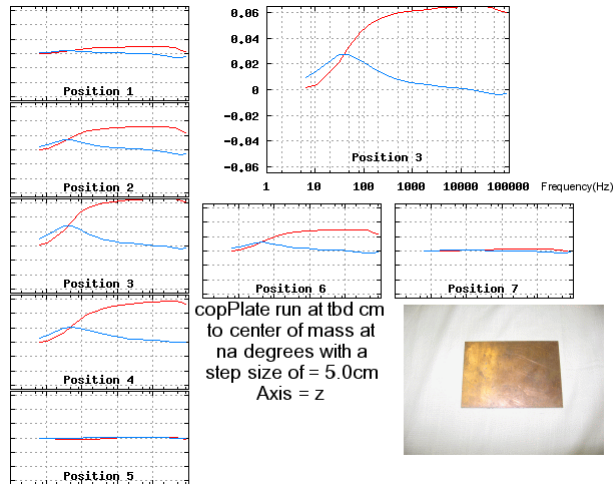 Position 1
Position 2
Position 3
Position 4
Position 5
0.06
0.04
0.02
0
-0.02
-0.04
-0.06
Position 3
1 10 100 1000 10000 100000 Frequency(Hz)
Position 6
Position 7
copPlate run at tbd cm
to center of mass at
na degrees with a
step size of = 5.0cm
Axis = z